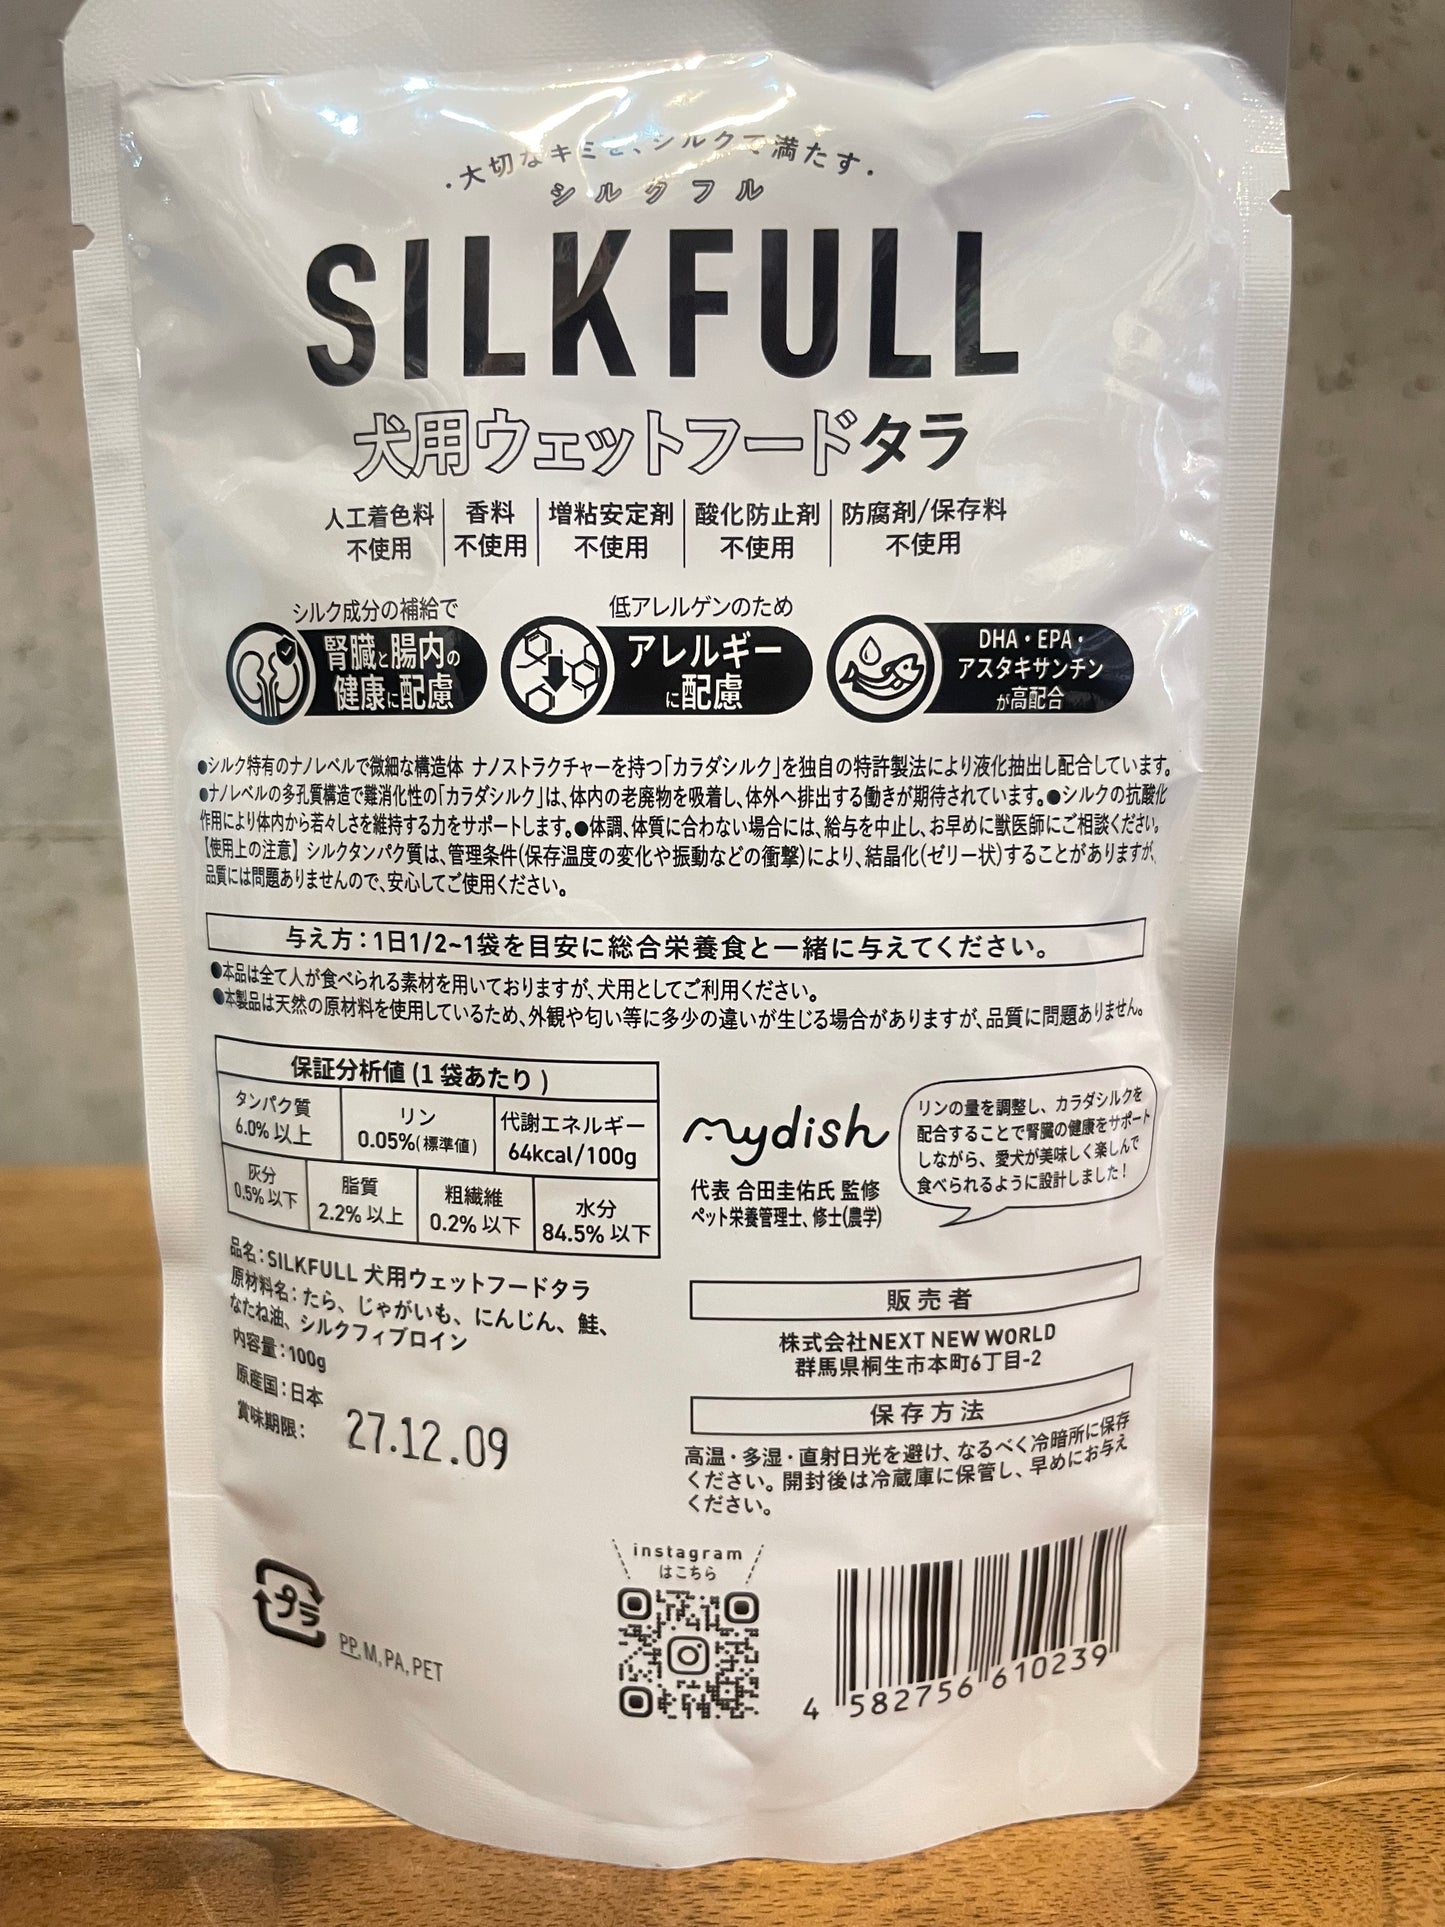 ・大切なキミを、シルクで満たす・
シルクフル
SILKFULL
犬用ウェットフードタラ
人工着色料 不使用
香料 不使用
増粘安定剤 不使用
酸化防止剤 不使用
防腐剤/保存料 不使用
シルク成分の補給で
腎臓と腸内の
健康に配慮
低アレルゲンのため
アレルギー
に配慮
DHA・EPA・
アスタキサンチン
が高配合
●シルク特有のナノレベルで微細な構造体 ナノストラクチャーを持つ「カラダシルク」を独自の特許製法により液化抽出し配合しています。
●ナノレベルの多孔質構造で難消化性の「カラダシルク」は、体内の老廃物を吸着し、体外へ排出する働きが期待されています。●シルクの抗酸化
作用により体内から若々しさを維持する力をサポートします。●体調、体質に合わない場合には、給与を中止し、お早めに獣医師にご相談ください。
【使用上の注意】 シルクタンパク質は、管理条件(保存温度の変化や振動などの衝撃)により、結晶化(ゼリー状)することがありますが、
品質には問題ありませんので、安心してご使用ください。
与え方：1日1/2~1袋を目安に総合栄養食と一緒に与えてください。
●本品は全て人が食べられる素材を用いておりますが、犬用としてご利用ください。
●本製品は天然の原材料を使用しているため、外観や匂い等に多少の違いが生じる場合がありますが、品質に問題ありません。
保証分析値 (1 袋あたり )
タンパク質 6.0% 以上
リン 0.05%(標準値)
代謝エネルギー 64kcal/100g
灰分 0.5% 以下
脂質 2.2% 以上
粗繊維 0.2% 以下
水分 84.5% 以下
品名：SILKFULL 犬用ウェットフードタラ
原材料名：たら、じゃがいも、にんじん、鮭、
なたね油、シルクフィブロイン
内容量：100g
原産国：日本
賞味期限：27.12.09
mydish
代表 合田圭佑氏 監修
ペット栄養管理士、修士(農学)
リンの量を調整し、カラダシルクを
配合することで腎臓の健康をサポート
しながら、愛犬が美味しく楽しんで
食べられるように設計しました！
販売者
株式会社NEXT NEW WORLD
群馬県桐生市本町6丁目-2
保存方法
高温・多湿・直射日光を避け、なるべく冷暗所に保存
ください。開封後は冷蔵庫に保管し、早めにお与え
ください。
プラ
PP, M, PA, PET
instagram
はこちら
4 582756 610239